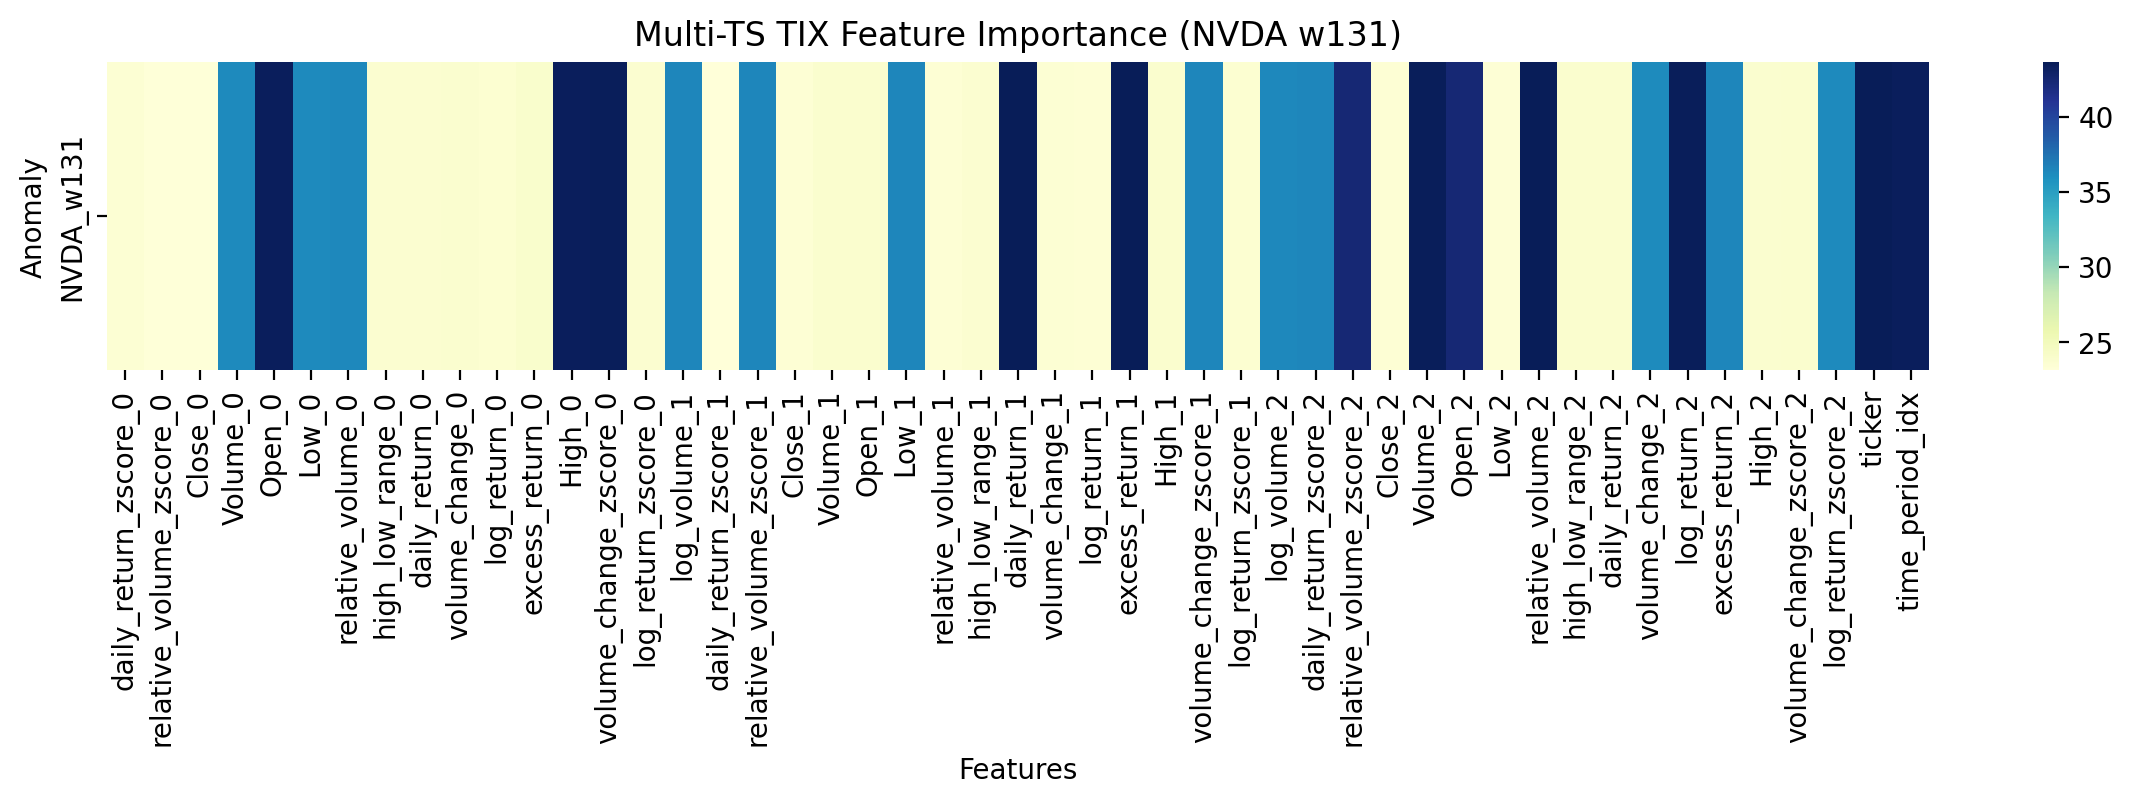 Multi-TS TIX Feature Importance (NVDA w131)
Anomaly
NVDA_w131
40
35
30
25
daily_return_zscore_0
relative_volume_zscore_0
Close_0
Volume_0
Open_0
Low_0
relative_volume_0
high_low_range_0
daily_return_0
volume_change_0
log_return_0
excess_return_0
High_0
volume_change_zscore_0
log_return_zscore_0
log_volume_1
daily_return_zscore_1
relative_volume_zscore_1
Close_1
Volume_1
Open_1
Low_1
relative_volume_1
high_low_range_1
daily_return_1
volume_change_1
log_return_1
excess_return_1
High_1
volume_change_zscore_1
log_return_zscore_1
log_volume_2
daily_return_zscore_2
relative_volume_zscore_2
Close_2
Volume_2
Open_2
Low_2
relative_volume_2
high_low_range_2
daily_return_2
volume_change_2
log_return_2
excess_return_2
High_2
volume_change_zscore_2
log_return_zscore_2
ticker
time_period_idx
Features